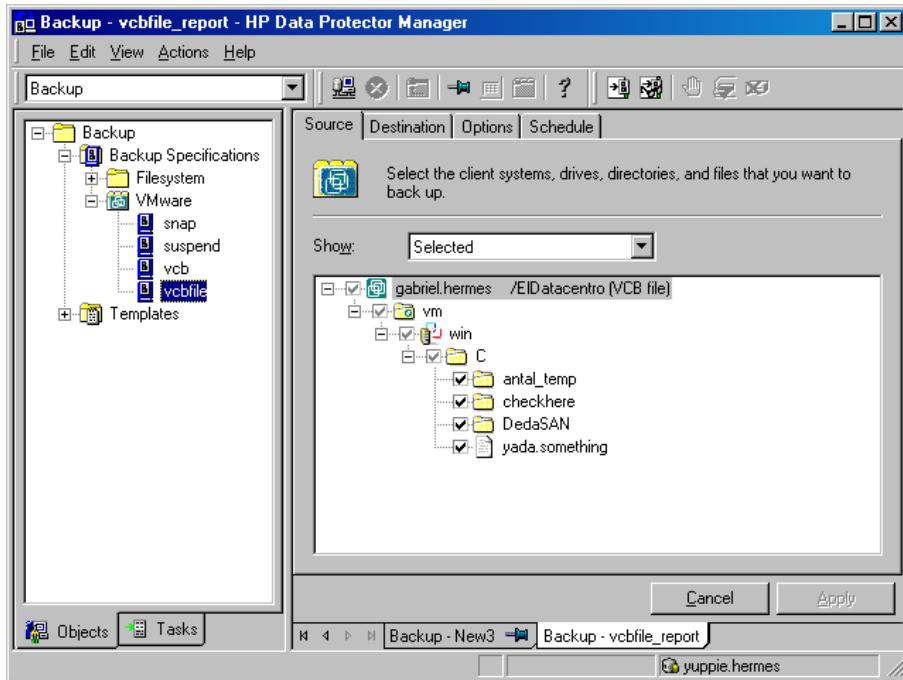 Backup - vcbfile_report - HP Data Protector Manager
File Edit View Actions Help
Backup
Backup
Backup Specifications
Filesystem
VMware
snap
suspend
vcb
vcbfile
Templates
Objects
Tasks
Source Destination Options Schedule
Select the client systems, drives, directories, and files that you want to
back up.
Show: Selected
gabriel.hermes /ElDatacentro (VCB file)
vm
win
C
antal_temp
checkhere
DedaSAN
yada.something
Cancel Apply
Backup - New3 Backup - vcbfile_report
yuppie.hermes